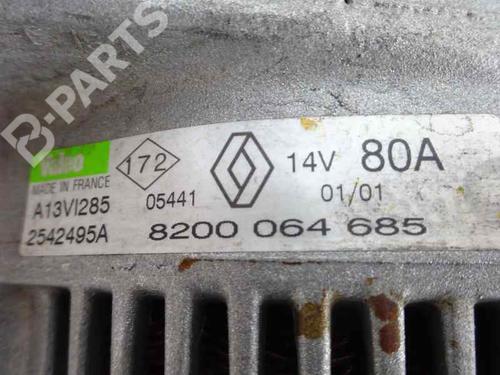 B-PARTS
Valeo
172
14V 80A
MADE IN FRANCE
A13VI285
05441
01/01
2542495A
8200 064 685